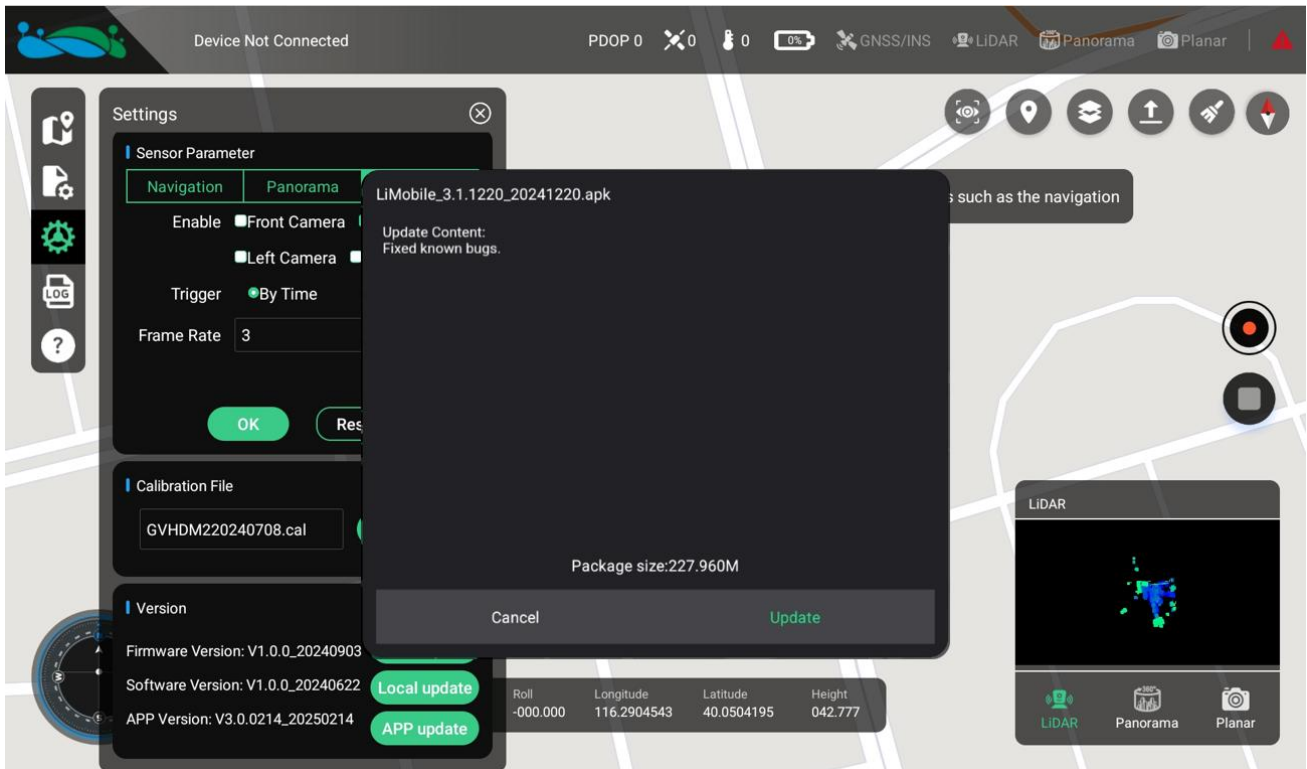 Device Not Connected
PDOP 0
0
0
0%
GNSS/INS
LiDAR
Panorama
Planar
Settings
Sensor Parameter
Navigation
Panorama
Enable
Front Camera
Left Camera
Trigger
By Time
Frame Rate
3
OK
Res
Calibration File
GVHDM220240708.cal
Version
Firmware Version: V1.0.0_20240903
Software Version: V1.0.0_20240622
Local update
APP Version: V3.0.0214_20250214
APP update
LiMobile_3.1.1220_20241220.apk
Update Content:
Fixed known bugs.
Package size:227.960M
Cancel
Update
such as the navigation
LOG
?
Roll
-000.000
Longitude
116.2904543
Latitude
40.0504195
Height
042.777
LiDAR
LiDAR
360°
Panorama
Planar